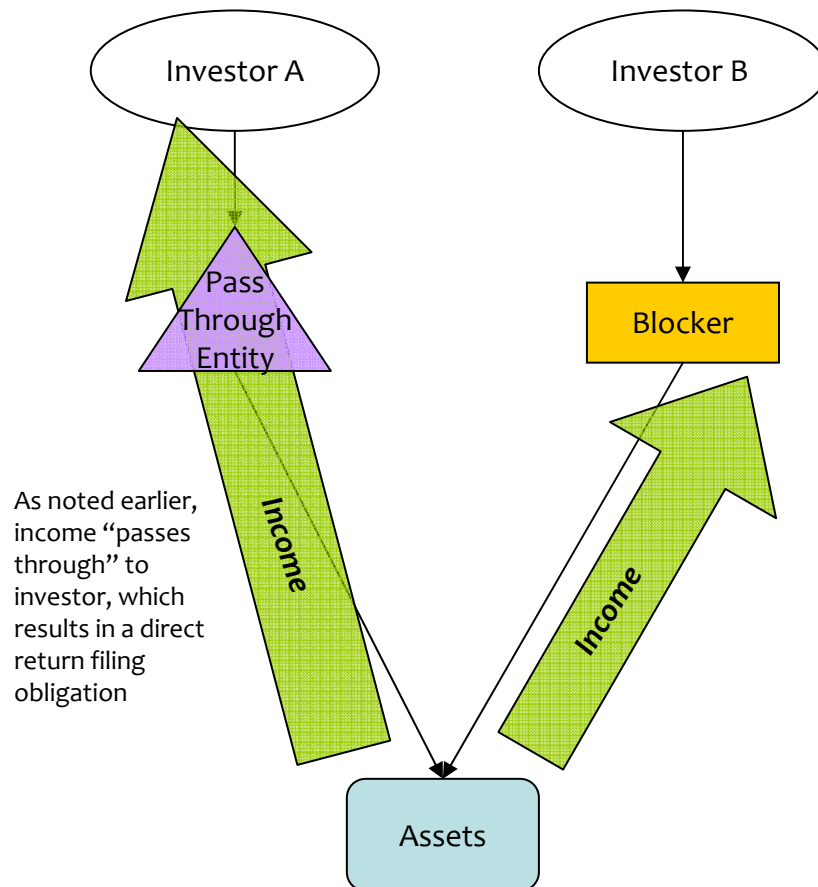 Investor A
Investor B
Pass
Through
Entity
Blocker
As noted earlier,
income “passes
through” to
investor, which
results in a direct
return filing
obligation
Income
Income
Assets